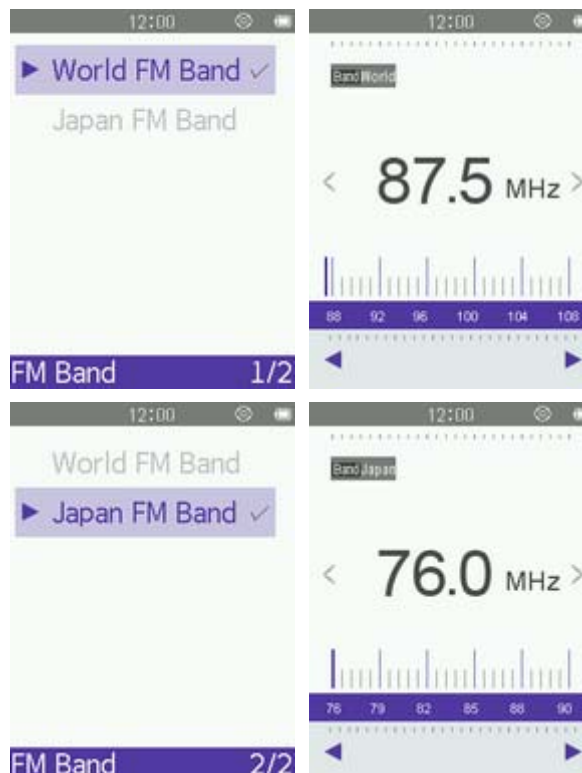 12:00
World FM Band
Japan FM Band
FM Band 1/2
12:00
Band World
87.5 MHz
88 92 96 100 104 108
12:00
World FM Band
Japan FM Band
FM Band 2/2
12:00
Band Japan
76.0 MHz
76 79 82 85 88 90